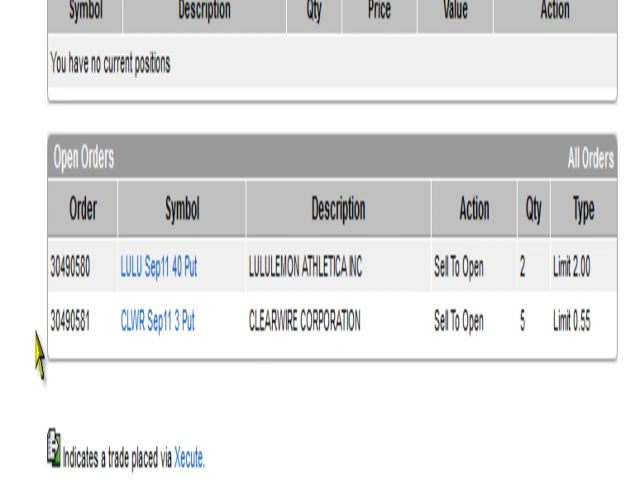 Symbol Description Qty Price Value Action
You have no current positions
Open Orders All Orders
Order Symbol Description Action Qty Type
30490580 LULU Sep11 40 Put LULULEMON ATHLETICA INC Sell To Open 2 Limit 2.00
30490581 CLWR Sep11 3 Put CLEARWIRE CORPORATION Sell To Open 5 Limit 0.55
Indicates a trade placed via Xecute.